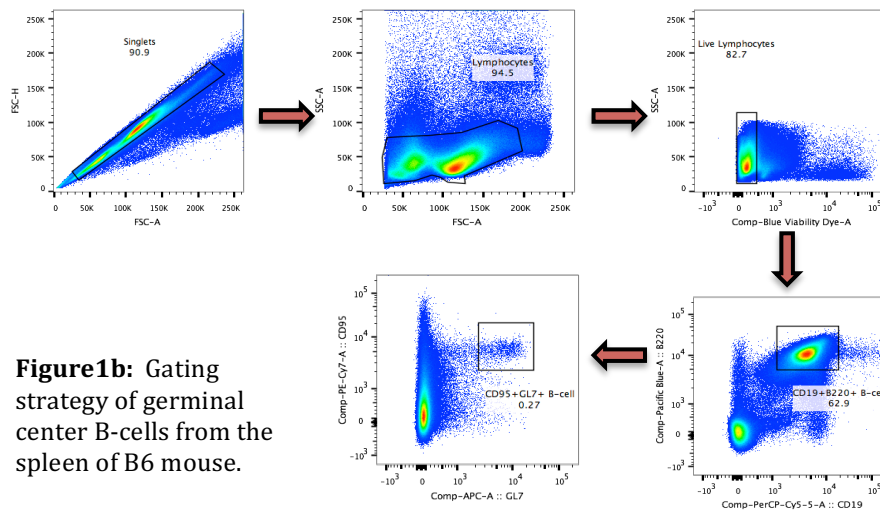 250K
200K
150K
100K
50K
0
FSC-H
Singlets
90.9
0 50K 100K 150K 200K 250K
FSC-A
250K
200K
150K
100K
50K
0
SSC-A
Lymphocytes
94.5
0 50K 100K 150K 200K 250K
FSC-A
250K
200K
150K
100K
50K
0
SSC-A
Live Lymphocytes
82.7
-10³ 0 10³ 10⁴ 10⁵
Comp-Blue Viability Dye-A
10⁵
10⁴
10³
0
-10³
Comp-PE-Cy7-A :: CD95
CD95+GL7+ B-cell
0.27
-10³ 0 10³ 10⁴ 10⁵
Comp-APC-A :: GL7
10⁵
10⁴
10³
0
-10³
Comp-Pacific Blue-A :: B220
CD19+B220+ B-ce
62.9
-10³ 0 10³ 10⁴ 10⁵
Comp-PerCP-Cy5-5-A :: CD19
Figure1b: Gating
strategy of germinal
center B-cells from the
spleen of B6 mouse.